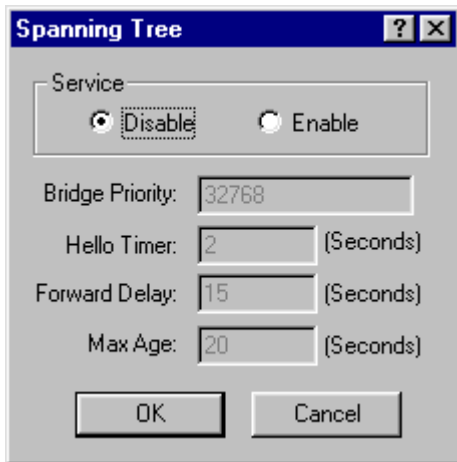 Spanning Tree
Service
Disable Enable
Bridge Priority: 32768
Hello Timer: 2 (Seconds)
Forward Delay: 15 (Seconds)
Max Age: 20 (Seconds)
OK Cancel